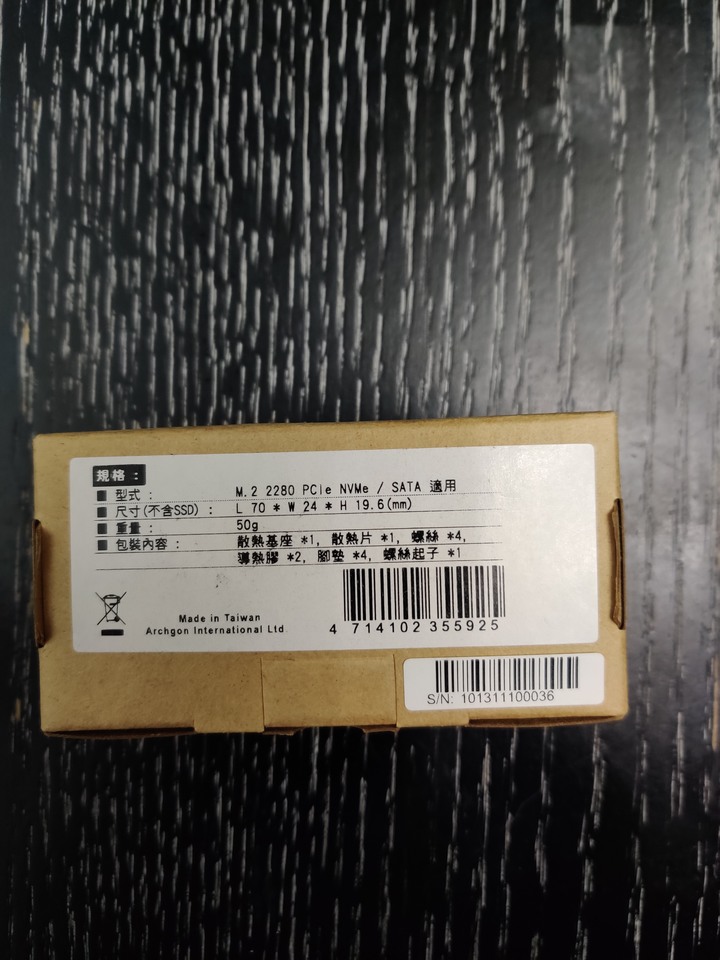 規格：
■ 型式： M.2 2280 PCIe NVMe / SATA 適用
■ 尺寸(不含SSD)： L 70 * W 24 * H 19.6(mm)
■ 重量： 50g
■ 包裝內容： 散熱基座 *1, 散熱片 *1, 螺絲 *4,
導熱膠 *2, 腳墊 *4, 螺絲起子 *1
Made in Taiwan
Archgon International Ltd.
4 714102 355925
S/N: 101311100036